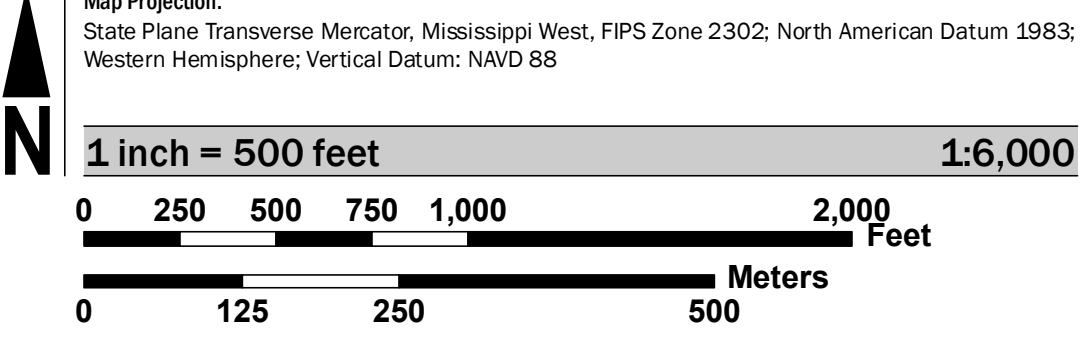 Map Projection:
State Plane Transverse Mercator, Mississippi West, FIPS Zone 2302; North American Datum 1983;
Western Hemisphere; Vertical Datum: NAVD 88
N
1 inch = 500 feet 1:6,000
0 250 500 750 1,000 2,000
Feet
Meters
0 125 250 500